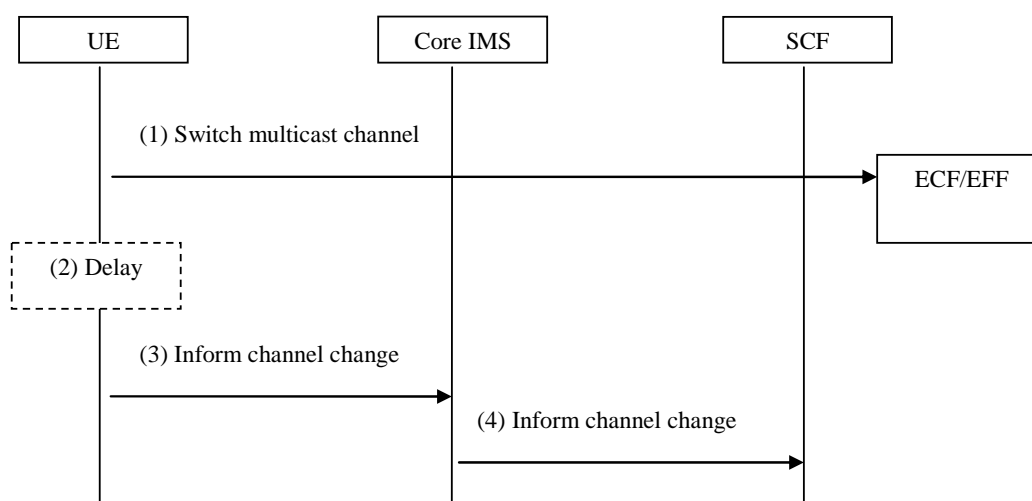 UE
Core IMS
SCF
(1) Switch multicast channel
ECF/EFF
(2) Delay
(3) Inform channel change
(4) Inform channel change